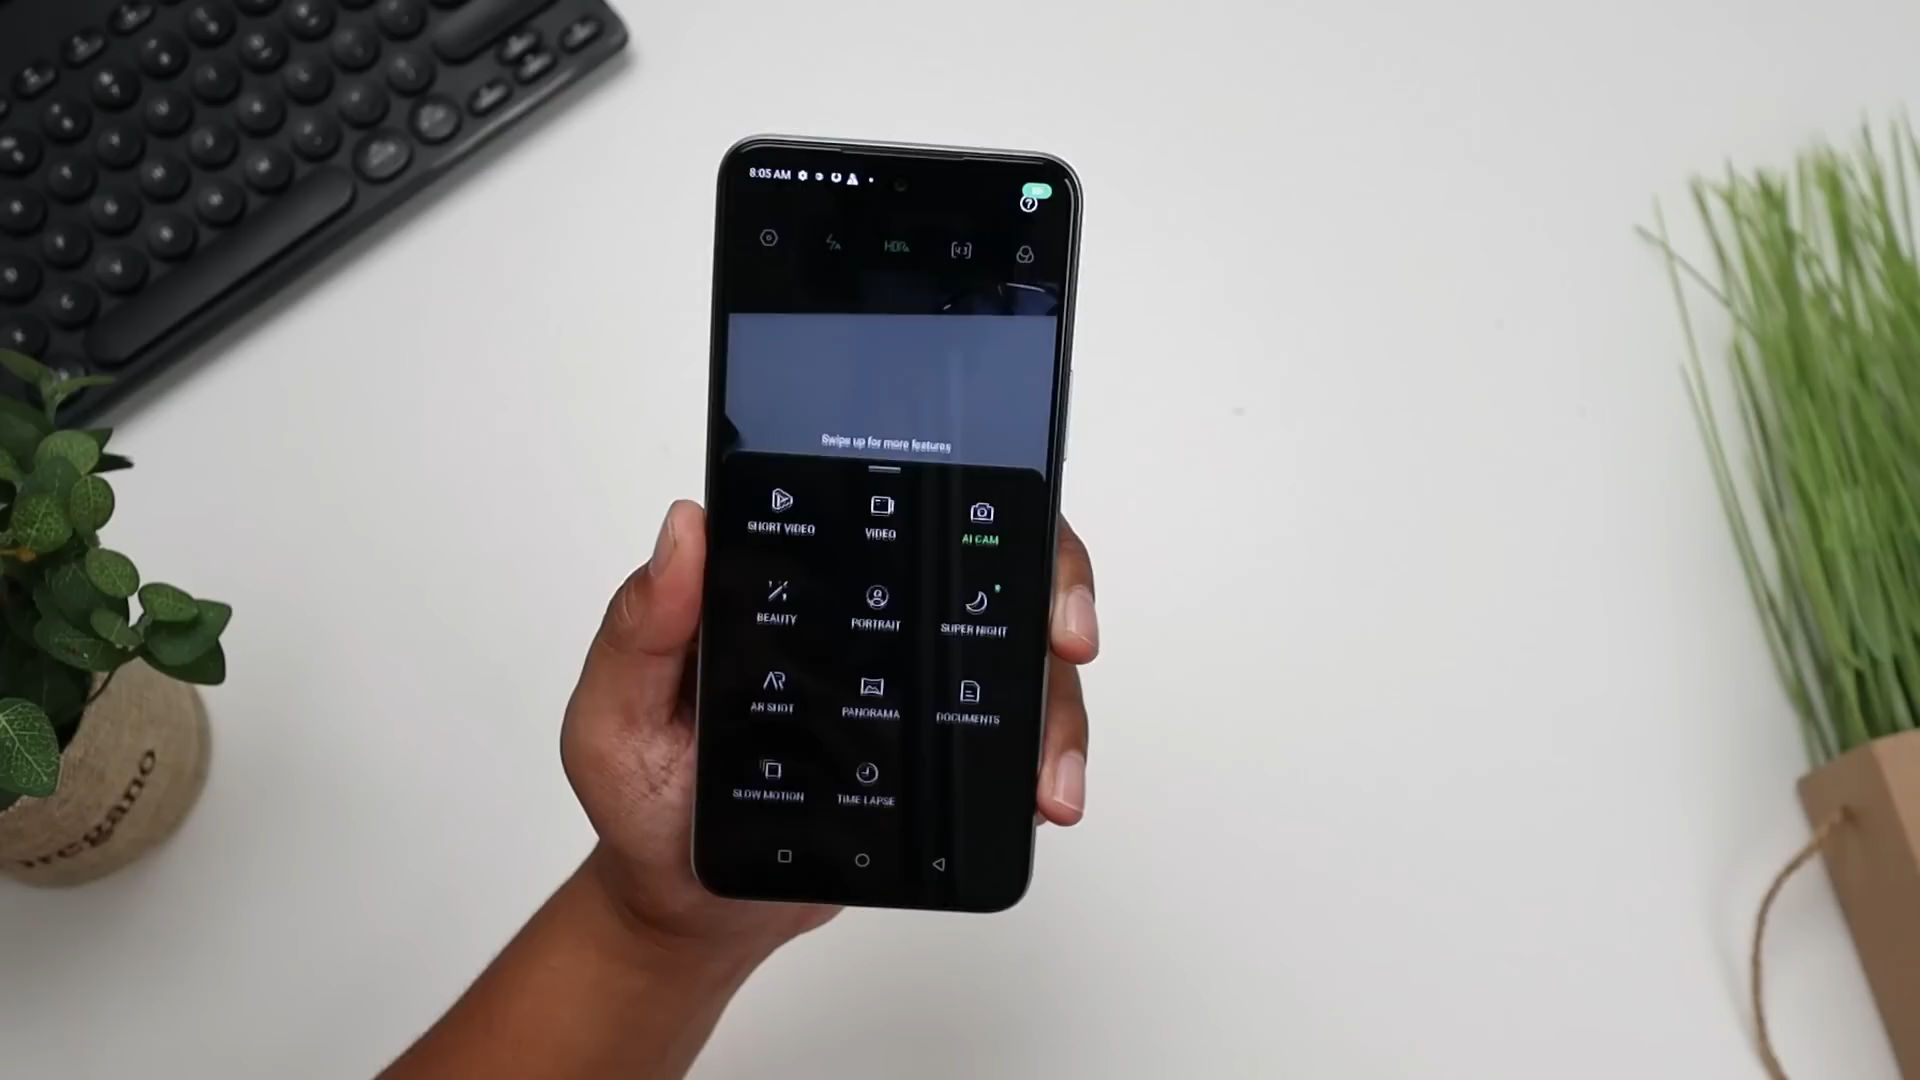 8:05 AM
HDR
Swipe up for more features
SHORT VIDEO
VIDEO
AI CAM
BEAUTY
PORTRAIT
SUPER NIGHT
AR SHOT
PANORAMA
DOCUMENTS
SLOW MOTION
TIME LAPSE